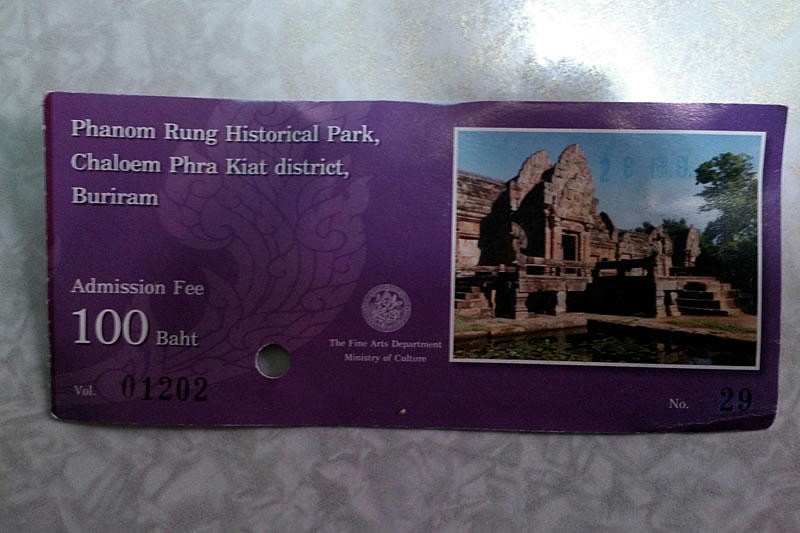 Phanom Rung Historical Park,
Chaloem Phra Kiat district,
Buriram
Admission Fee
100 Baht
The Fine Arts Department
Ministry of Culture
Vol. 01202
No. 29